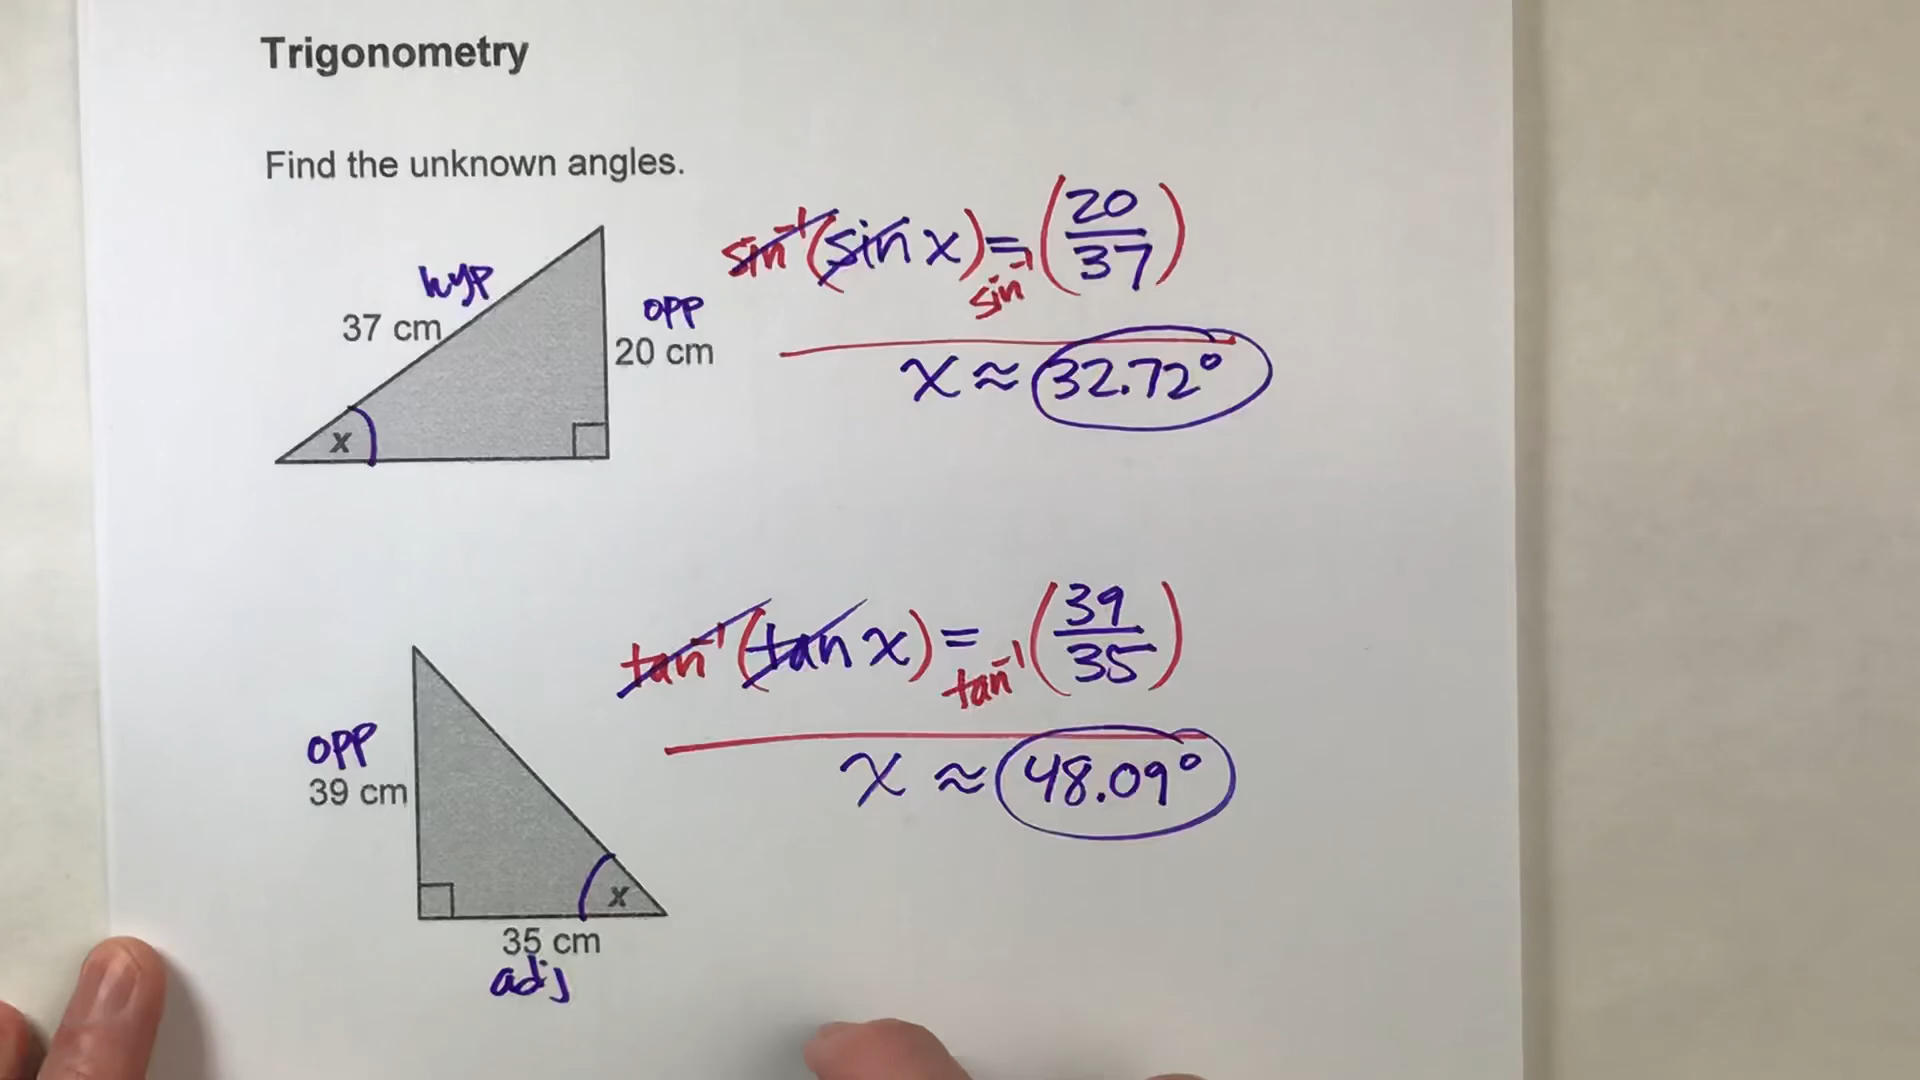 Trigonometry
Find the unknown angles.
sin⁻¹(sin x) = sin⁻¹(20/37)
hyp
37 cm
opp
20 cm
x ≈ 32.72°
x
tan⁻¹(tan x) = tan⁻¹(39/35)
opp
39 cm
x ≈ 48.09°
x
35 cm
adj